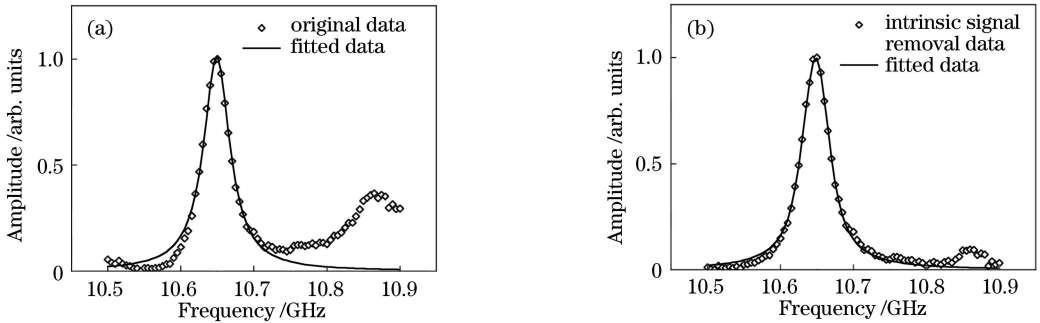 (a)
original data
fitted data
1.0
0.5
0
Amplitude /arb. units
10.5 10.6 10.7 10.8 10.9
Frequency /GHz
(b)
intrinsic signal
removal data
fitted data
1.0
0.5
0
Amplitude /arb. units
10.5 10.6 10.7 10.8 10.9
Frequency /GHz